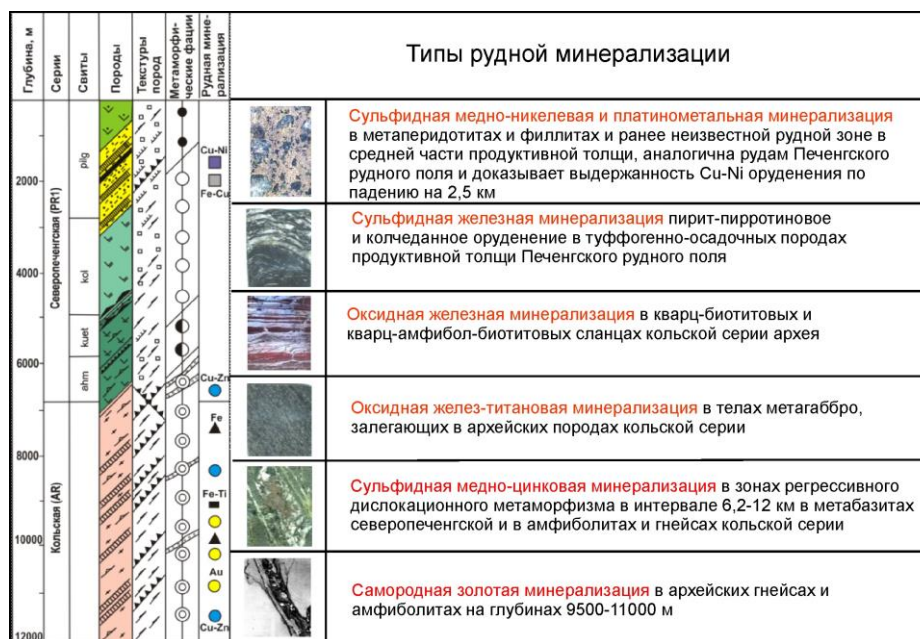 Глубина, м
Серии
Свиты
Породы
Текстуры
пород
Метаморфи-
ческие фации
Рудная мине-
рализация
Типы рудной минерализации
2000
4000
6000
8000
10000
12000
Северопеченгская (PR1)
Кольская (AR)
pilg
kol
kuet
ahm
Cu-Ni
Fe-Cu
Cu-Zn
Fe
Fe-Ti
Au
Cu-Zn
Сульфидная медно-никелевая и платинометальная минерализация
в метаперидотитах и филлитах и ранее неизвестной рудной зоне в
средней части продуктивной толщи, аналогична рудам Печенгского
рудного поля и доказывает выдержанность Cu-Ni оруденения по
падению на 2,5 км
Сульфидная железная минерализация пирит-пирротиновое
и колчеданное оруденение в туффогенно-осадочных породах
продуктивной толщи Печенгского рудного поля
Оксидная железная минерализация в кварц-биотитовых и
кварц-амфибол-биотитовых сланцах кольской серии архея
Оксидная желез-титановая минерализация в телах метагаббро,
залегающих в архейских породах кольской серии
Сульфидная медно-цинковая минерализация в зонах регрессивного
дислокационного метаморфизма в интервале 6,2-12 км в метабазитах
северопеченгской и в амфиболитах и гнейсах кольской серии
Самородная золотая минерализация в архейских гнейсах и
амфиболитах на глубинах 9500-11000 м